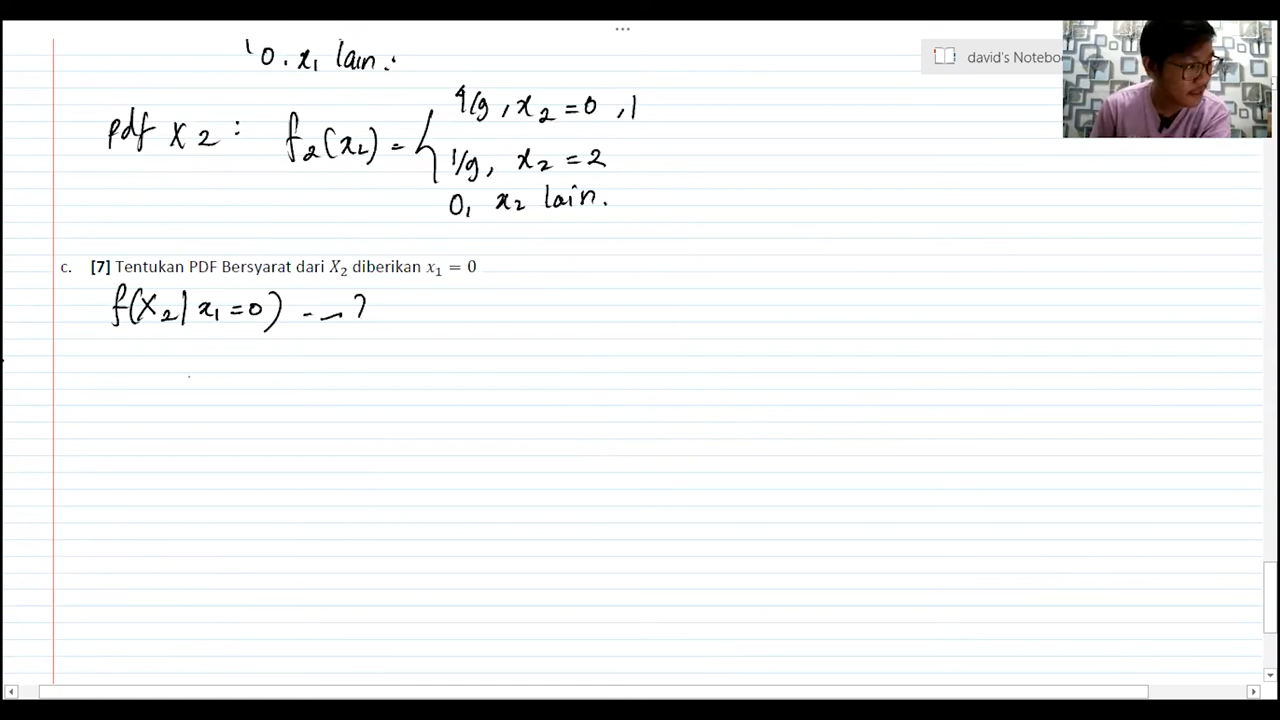 0, x₁ lain.
david's Notebo
pdf X2 : f₂(x₂) = { 4/9, x₂ = 0, 1
1/9, x₂ = 2
0, x₂ lain.
c. [7] Tentukan PDF Bersyarat dari X₂ diberikan x₁ = 0
f(X₂| x₁ = 0) ...?